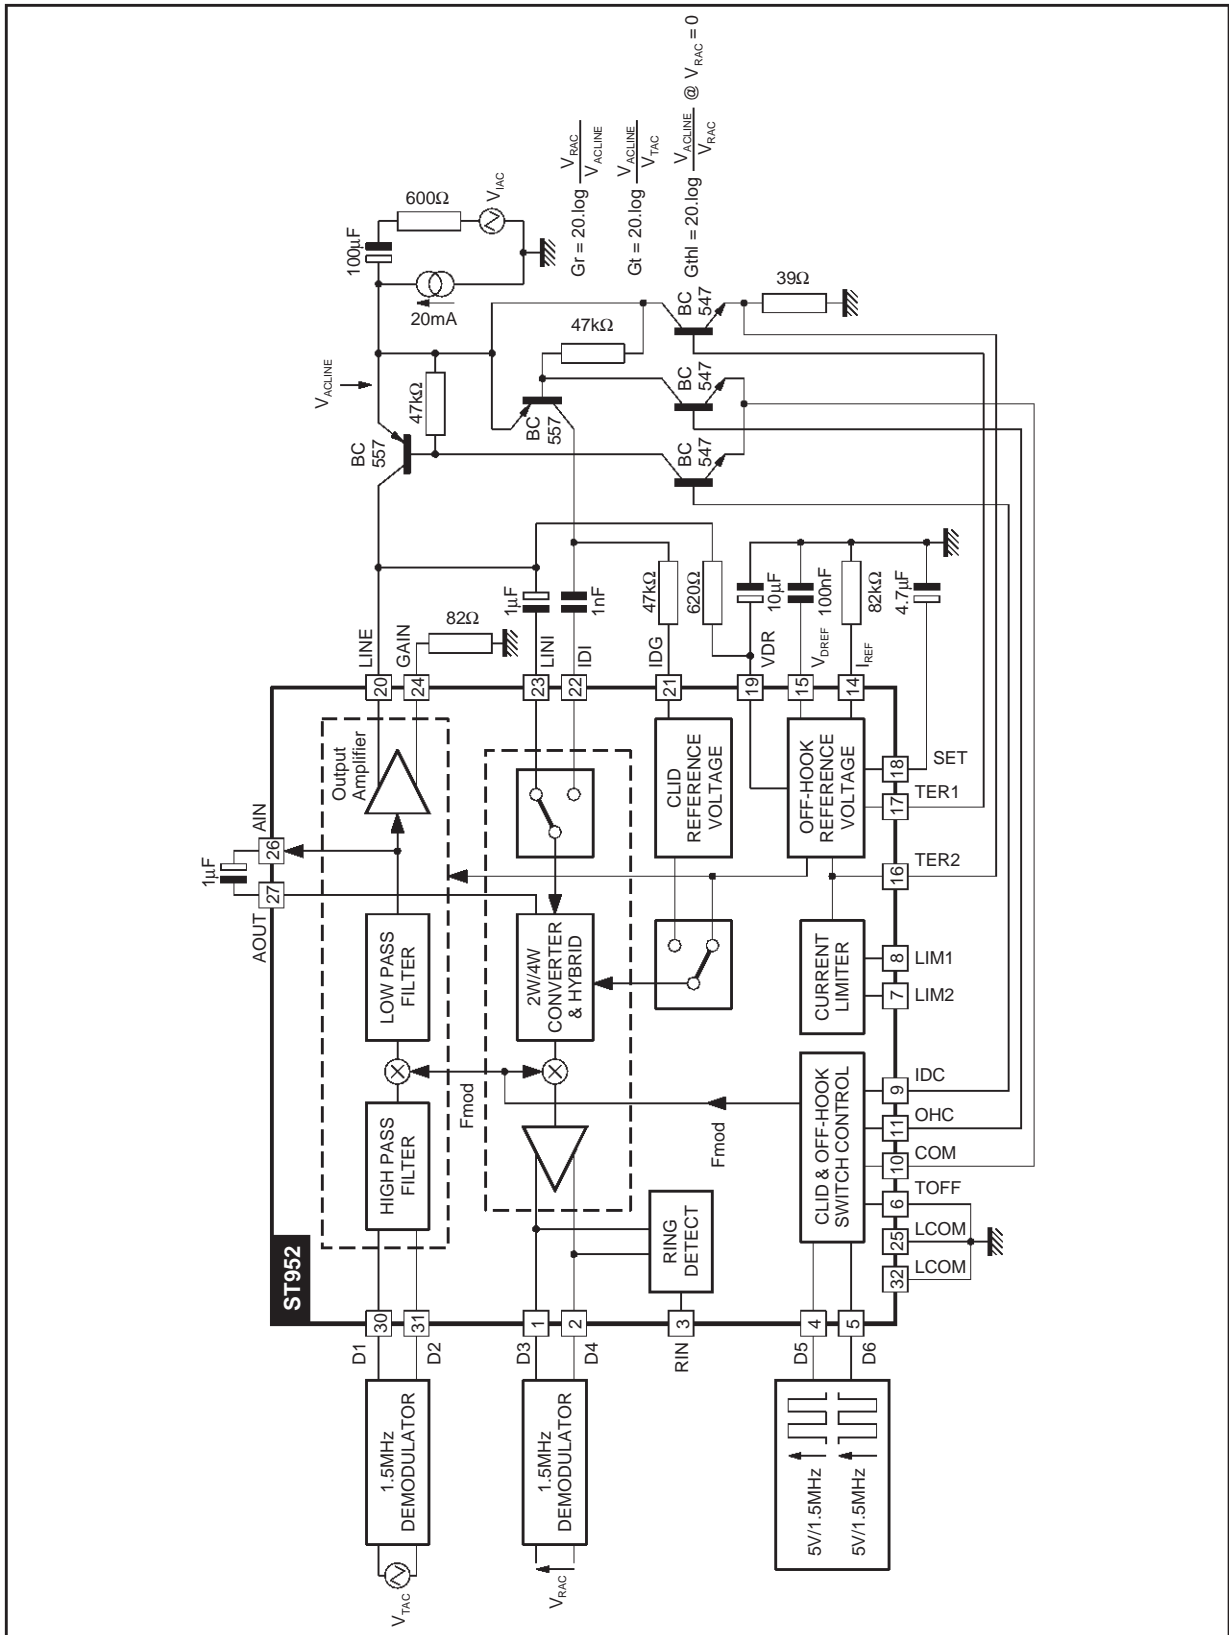 ST952
V_TAC
1.5MHz
DEMODULATOR
D1
D2
30
31
HIGH PASS
FILTER
LOW PASS
FILTER
Output
Amplifier
AOUT
27
1µF
26
AIN
20
LINE
24
GAIN
82Ω
Fmod
V_RAC
1.5MHz
DEMODULATOR
D3
D4
1
2
2W/4W
CONVERTER
& HYBRID
23
LINI
22
IDI
1µF
1nF
RIN
3
RING
DETECT
CLID
REFERENCE
VOLTAGE
21
IDG
47kΩ
620Ω
Fmod
5V/1.5MHz
5V/1.5MHz
D5
D6
4
5
CLID & OFF-HOOK
SWITCH CONTROL
CURRENT
LIMITER
OFF-HOOK
REFERENCE
VOLTAGE
19
VDR
10µF
15
V_DREF
100nF
14
I_REF
82kΩ
4.7µF
32
LCOM
25
LCOM
6
TOFF
10
COM
11
OHC
9
IDC
7
LIM2
8
LIM1
16
TER2
17
TER1
18
SET
BC
557
47kΩ
V_ACLINE
20mA
100µF
600Ω
V_IAC
BC
557
47kΩ
BC
547
BC
547
BC
547
39Ω
Gr = 20.log V_RAC / V_ACLINE
Gt = 20.log V_ACLINE / V_TAC
Gthl = 20.log V_ACLINE / V_RAC @ V_RAC = 0